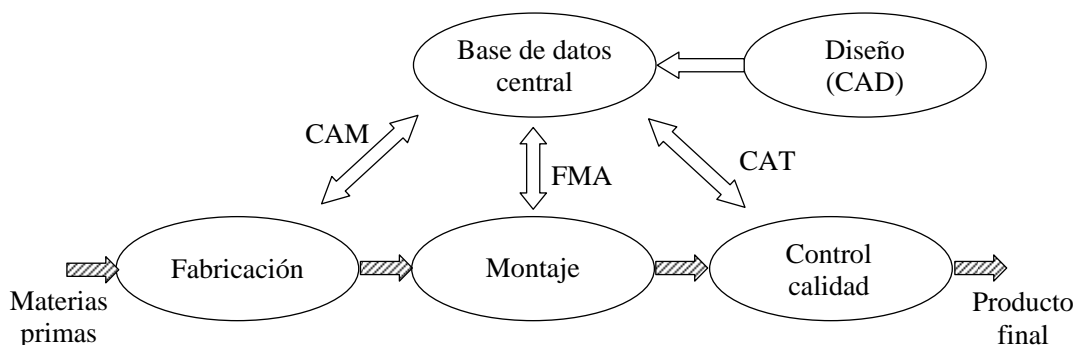 Base de datos
central
Diseño
(CAD)
CAM
FMA
CAT
Fabricación
Montaje
Control
calidad
Materias
primas
Producto
final